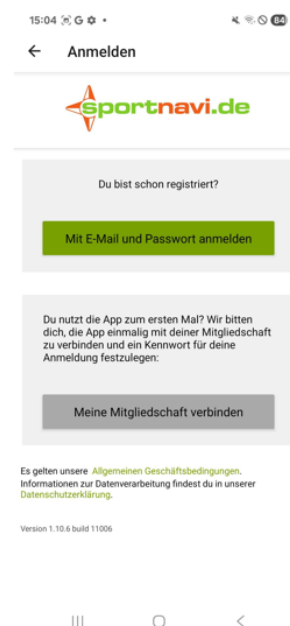 15:04 G
84
Anmelden
sportnavi.de
Du bist schon registriert?
Mit E-Mail und Passwort anmelden
Du nutzt die App zum ersten Mal? Wir bitten
dich, die App einmalig mit deiner Mitgliedschaft
zu verbinden und ein Kennwort für deine
Anmeldung festzulegen:
Meine Mitgliedschaft verbinden
Es gelten unsere Allgemeinen Geschäftsbedingungen.
Informationen zur Datenverarbeitung findest du in unserer
Datenschutzerklärung.
Version 1.10.6 build 11006